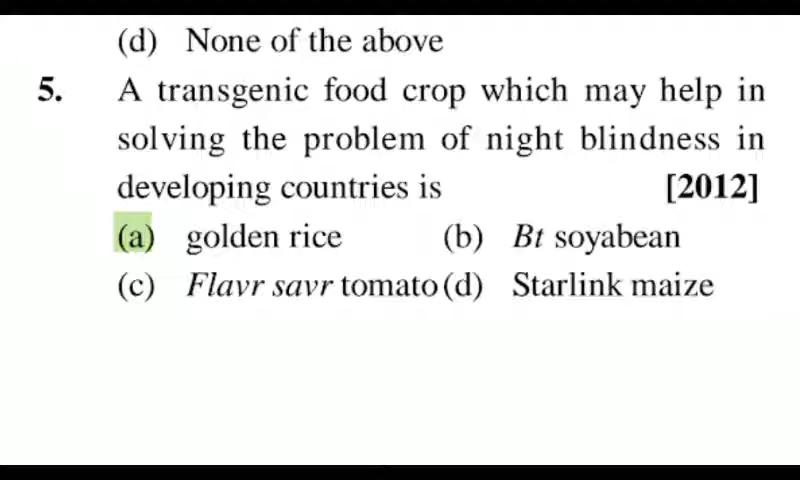 (d) None of the above
5. A transgenic food crop which may help in
solving the problem of night blindness in
developing countries is [2012]
(a) golden rice (b) Bt soyabean
(c) Flavr savr tomato (d) Starlink maize